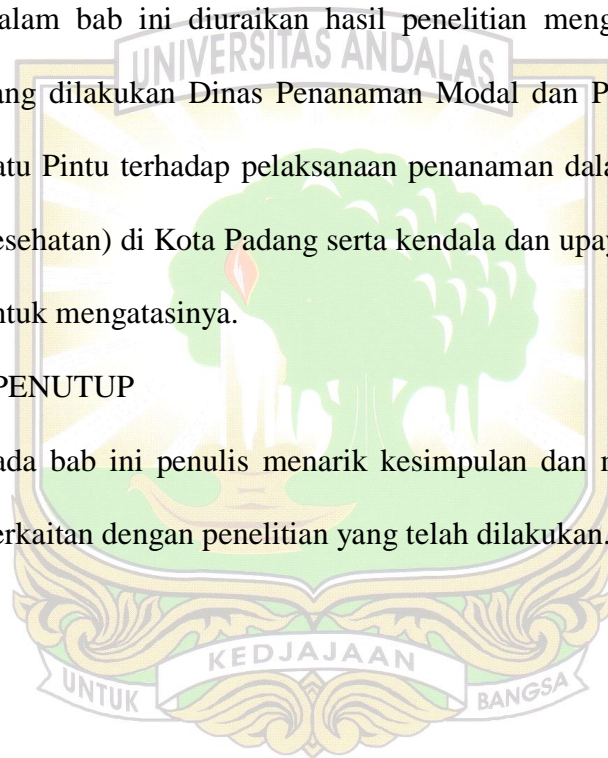 alam bab ini diuraikan hasil penelitian meng
UNIVERSITAS ANDALAS
ang dilakukan Dinas Penanaman Modal dan P
atu Pintu terhadap pelaksanaan penanaman dala
esehatan) di Kota Padang serta kendala dan upay
ntuk mengatasinya.
PENUTUP
ada bab ini penulis menarik kesimpulan dan
erkaitan dengan penelitian yang telah dilakukan.
KEDJAJAAN
UNTUK
BANGSA